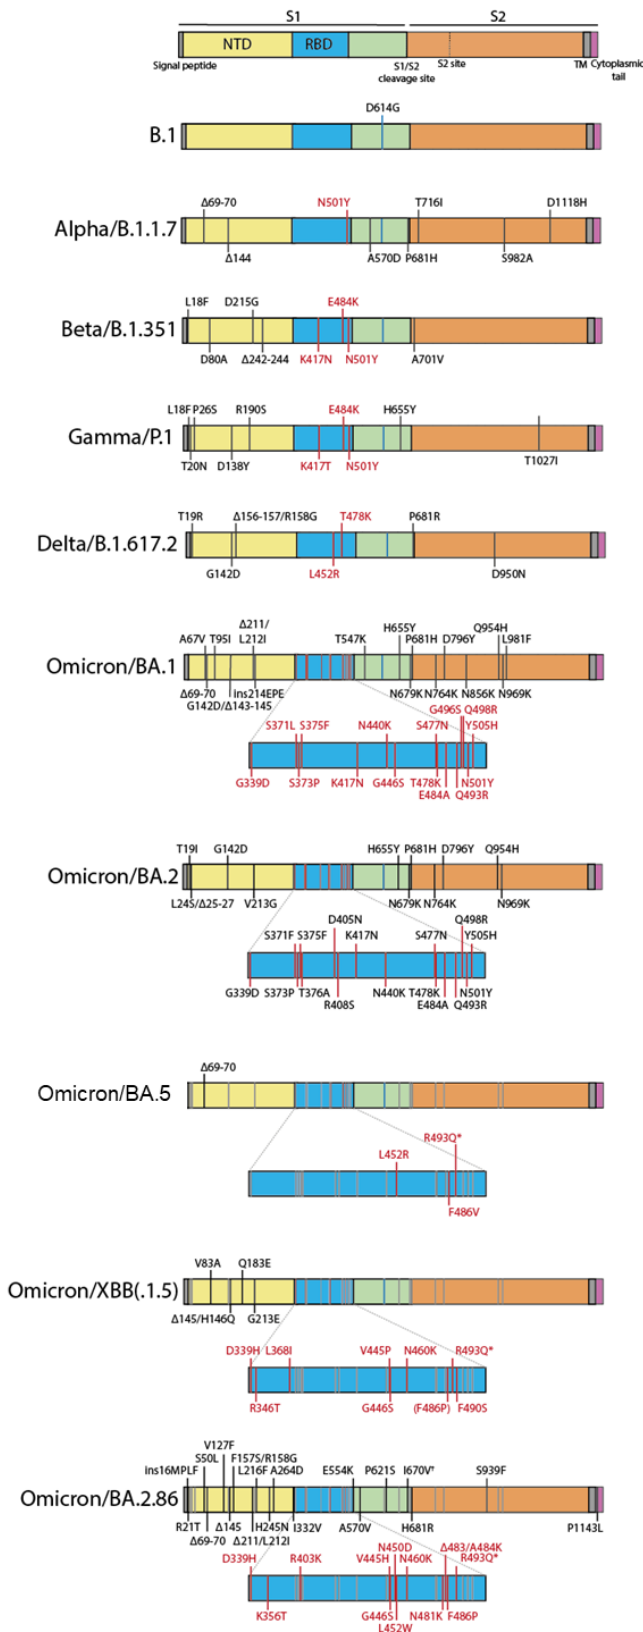 S1 S2
NTD RBD
Signal peptide S1/S2 cleavage site S2 site TM Cytoplasmic tail
D614G
B.1
Δ69-70 N501Y T716I D1118H
Alpha/B.1.1.7
Δ144 A570D P681H S982A
L18F D215G E484K
Beta/B.1.351
D80A Δ242-244 K417N N501Y A701V
L18F P26S R190S E484K H655Y
Gamma/P.1
T20N D138Y K417T N501Y T1027I
T19R Δ156-157/R158G T478K P681R
Delta/B.1.617.2
G142D L452R D950N
Δ211/
A67V T95I L212I T547K H655Y P681H D796Y Q954H L981F
Omicron/BA.1
Δ69-70 ins214EPE N679K N764K N856K N969K
G142D/Δ143-145
G496S Q498R
S371L S375F N440K S477N Y505H
G339D S373P K417N G446S T478K N501Y
E484A Q493R
T19I G142D H655Y P681H D796Y Q954H
Omicron/BA.2
L24S/Δ25-27 V213G N679K N764K N969K
D405N Q498R
S371F S375F K417N S477N Y505H
G339D S373P T376A N440K T478K N501Y
R408S E484A Q493R
Δ69-70
Omicron/BA.5
R493Q*
L452R
F486V
V83A Q183E
Omicron/XBB(.1.5)
Δ145/H146Q G213E
D339H L368I V445P N460K R493Q*
R346T G446S (F486P) F490S
V127F
S50L F157S/R158G
ins16MPLF L216F A264D E554K P621S I670V† S939F
Omicron/BA.2.86
R21T Δ145 H245N I332V A570V H681R P1143L
Δ69-70 Δ211/L212I
N450D Δ483/A484K
D339H R403K V445H N460K R493Q*
K356T G446S N481K F486P
L452W